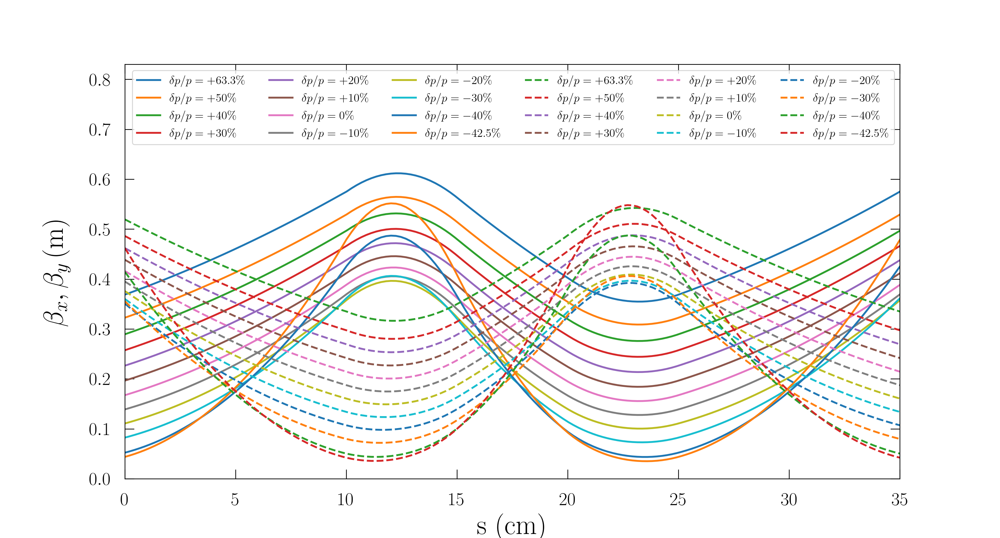 δp/p = +63.3% δp/p = +20% δp/p = −20% δp/p = +63.3% δp/p = +20% δp/p = −20%
δp/p = +50% δp/p = +10% δp/p = −30% δp/p = +50% δp/p = +10% δp/p = −30%
δp/p = +40% δp/p = 0% δp/p = −40% δp/p = +40% δp/p = 0% δp/p = −40%
δp/p = +30% δp/p = −10% δp/p = −42.5% δp/p = +30% δp/p = −10% δp/p = −42.5%
0.8
0.7
0.6
0.5
0.4
0.3
0.2
0.1
0.0
βx, βy (m)
0 5 10 15 20 25 30 35
s (cm)